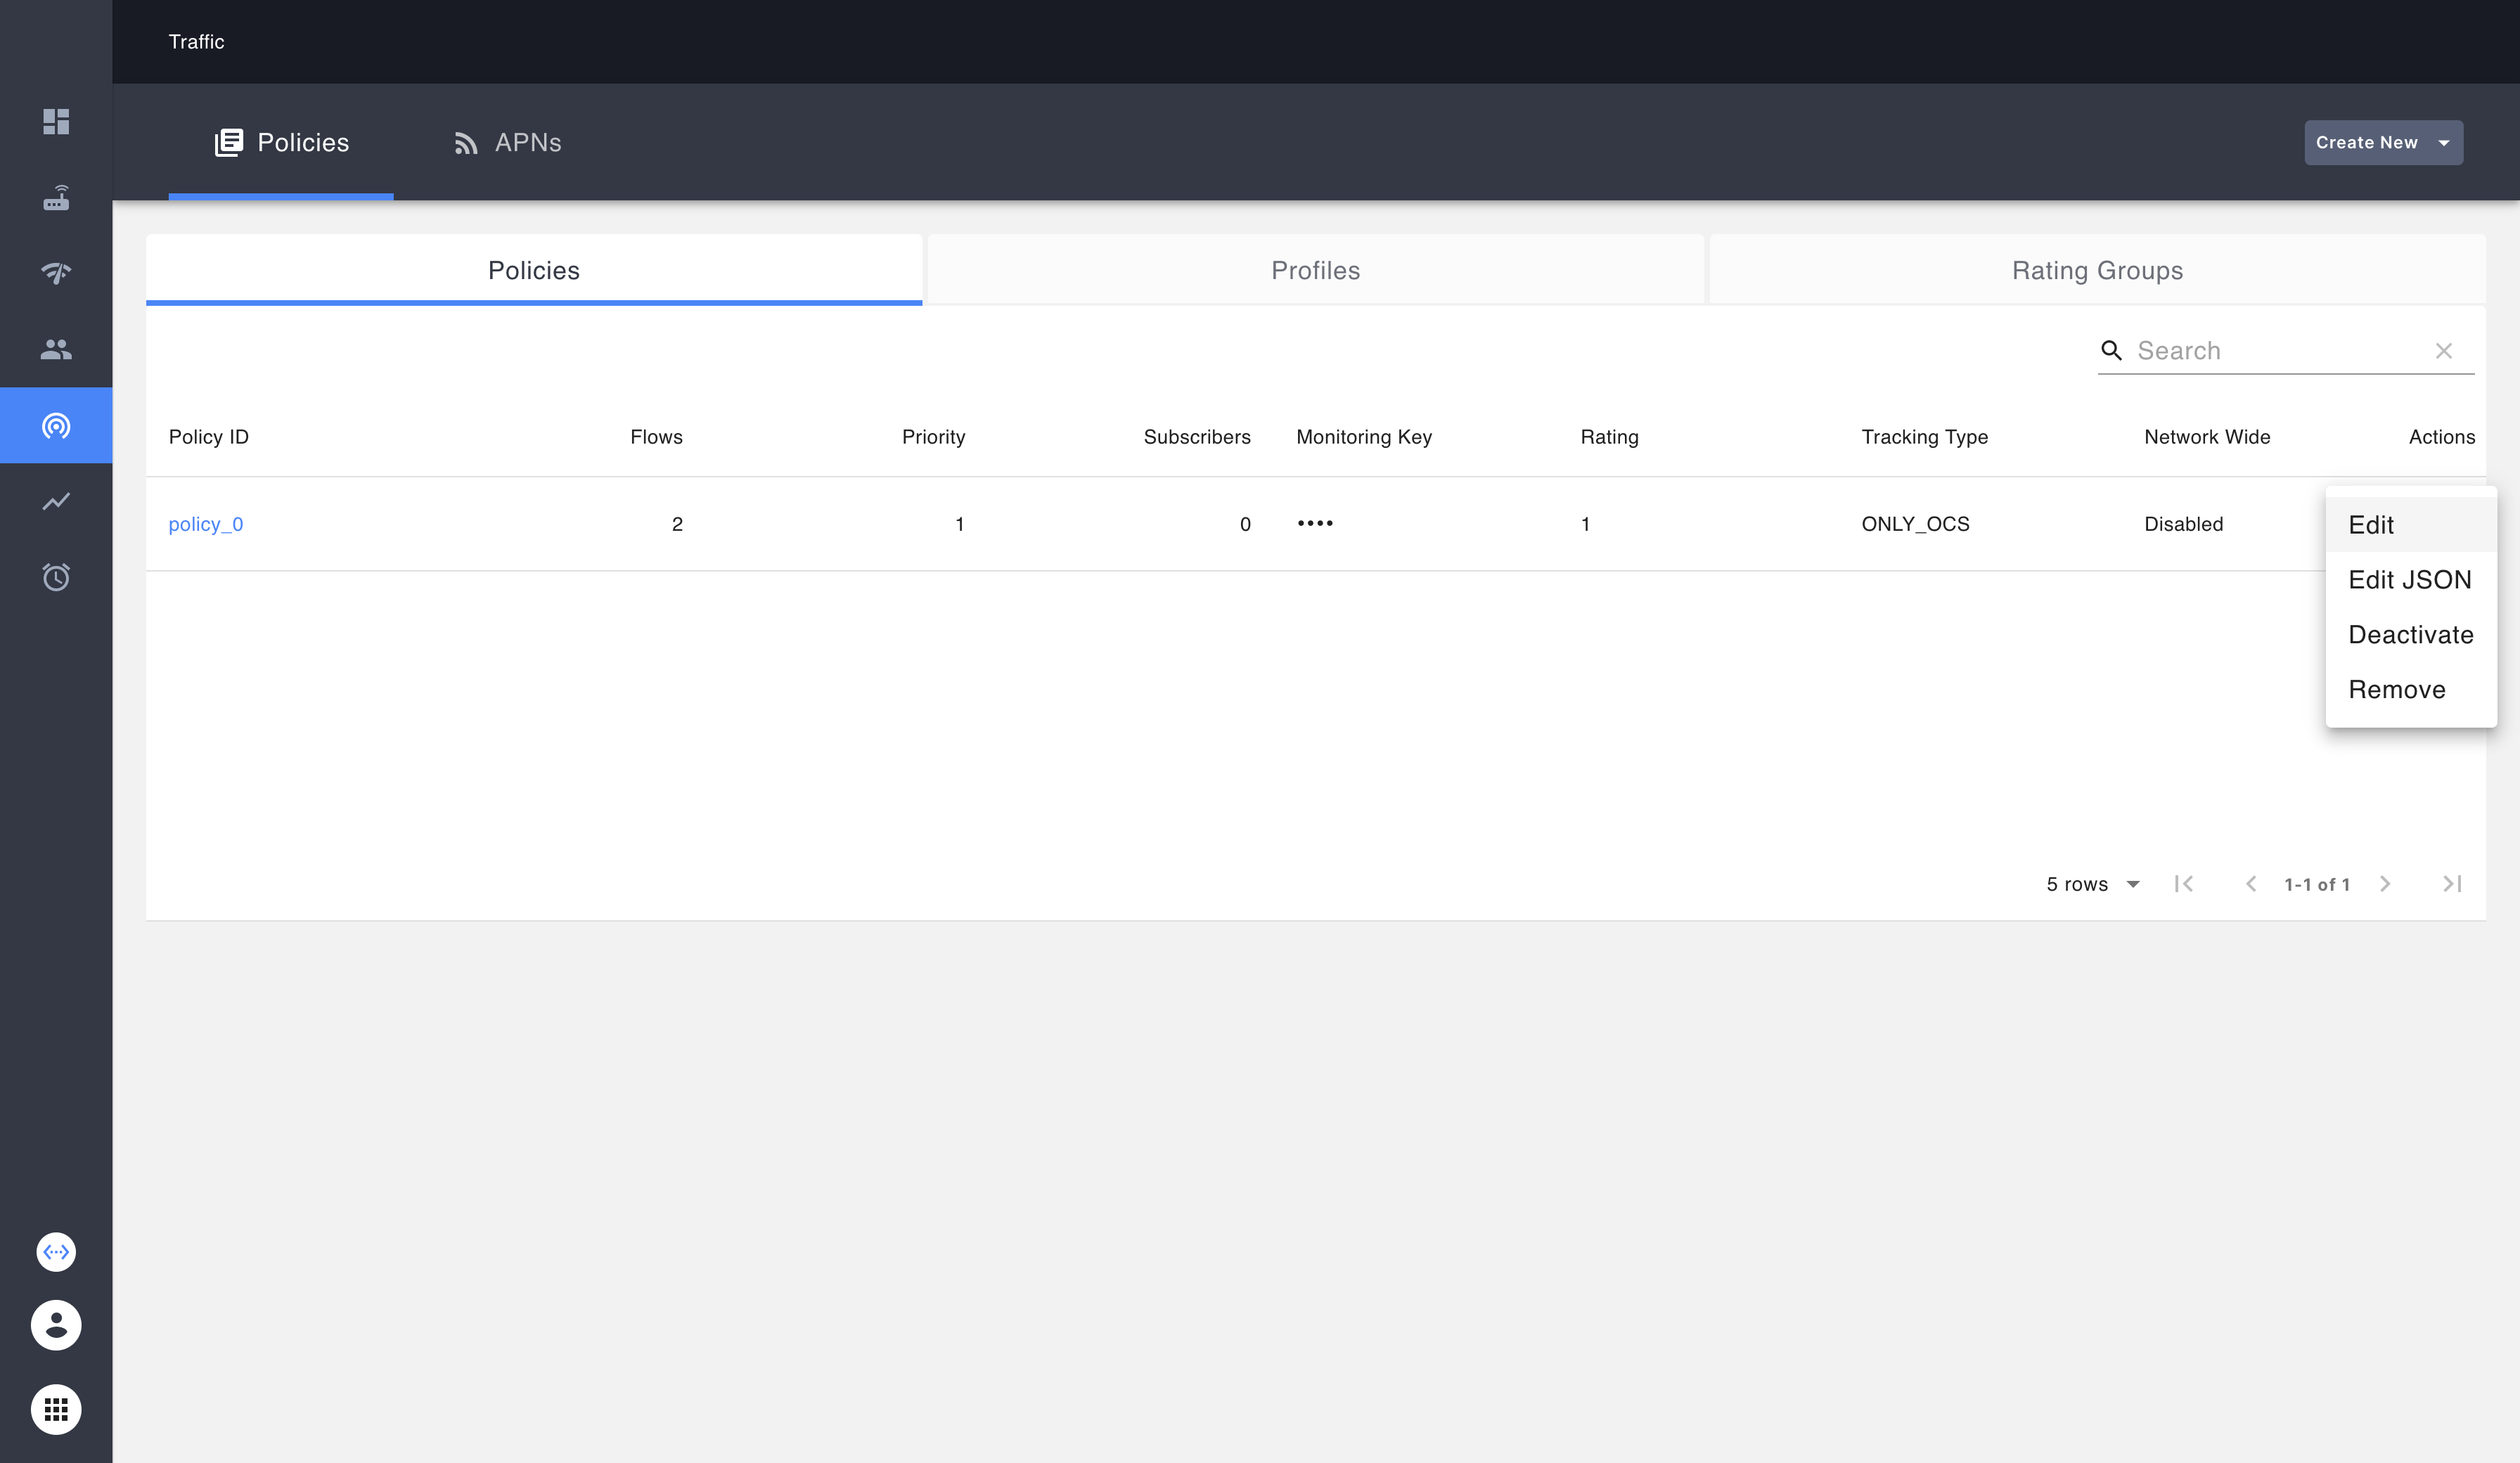 Traffic
Policies APNs Create New
Policies Profiles Rating Groups
Search
Policy ID Flows Priority Subscribers Monitoring Key Rating Tracking Type Network Wide Actions
policy_0 2 1 0 •••• 1 ONLY_OCS Disabled
Edit
Edit JSON
Deactivate
Remove
5 rows 1-1 of 1